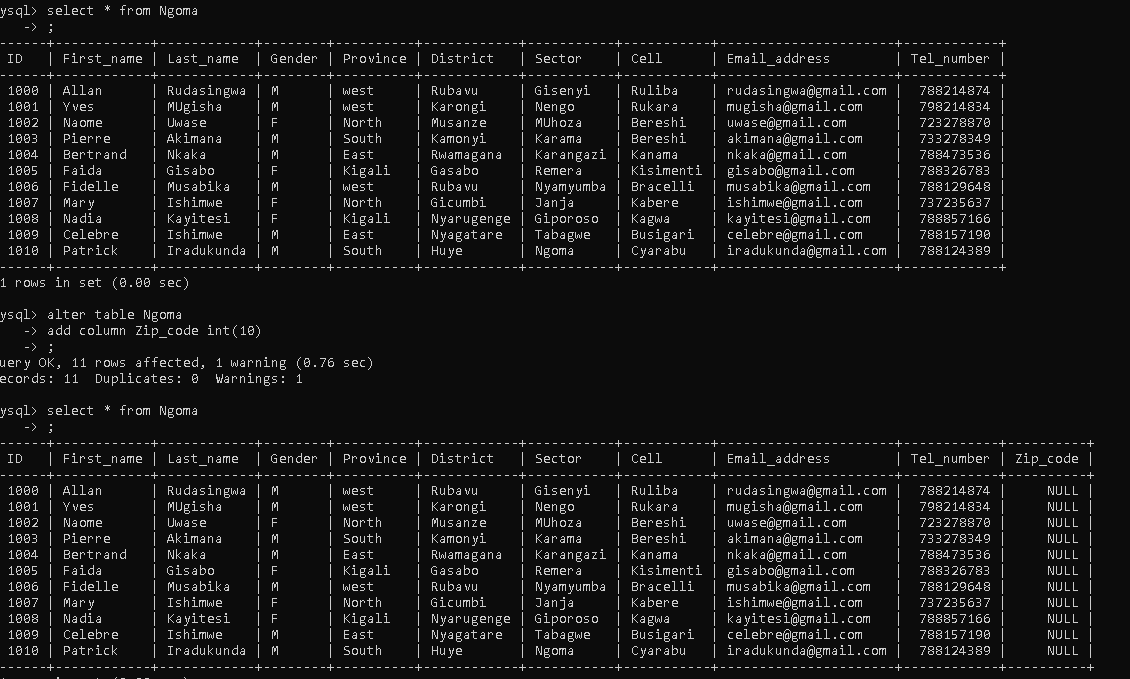 ysql> select * from Ngoma
    -> ;
------+------------+------------+--------+----------+------------+-----------+-----------+----------------------+------------+
 ID   | First_name | Last_name  | Gender | Province | District   | Sector    | Cell      | Email_address        | Tel_number |
------+------------+------------+--------+----------+------------+-----------+-----------+----------------------+------------+
 1000 | Allan      | Rudasingwa | M      | west     | Rubavu     | Gisenyi   | Ruliba    | rudasingwa@gmail.com |  788214874 |
 1001 | Yves       | MUgisha    | M      | west     | Karongi    | Nengo     | Rukara    | mugisha@gmail.com    |  798214834 |
 1002 | Naome      | Uwase      | F      | North    | Musanze    | MUhoza    | Bereshi   | uwase@gmail.com      |  723278870 |
 1003 | Pierre     | Akimana    | M      | South    | Kamonyi    | Karama    | Bereshi   | akimana@gmail.com    |  733278349 |
 1004 | Bertrand   | Nkaka      | M      | East     | Rwamagana  | Karangazi | Kanama    | nkaka@gmail.com      |  788473536 |
 1005 | Faida      | Gisabo     | F      | Kigali   | Gasabo     | Remera    | Kisimenti | gisabo@gmail.com     |  788326783 |
 1006 | Fidelle    | Musabika   | M      | west     | Rubavu     | Nyamyumba | Bracelli  | musabika@gmail.com   |  788129648 |
 1007 | Mary       | Ishimwe    | F      | North    | Gicumbi    | Janja     | Kabere    | ishimwe@gmail.com    |  737235637 |
 1008 | Nadia      | Kayitesi   | F      | Kigali   | Nyarugenge | Giporoso  | Kagwa     | kayitesi@gmail.com   |  788857166 |
 1009 | Celebre    | Ishimwe    | M      | East     | Nyagatare  | Tabagwe   | Busigari  | celebre@gmail.com    |  788157190 |
 1010 | Patrick    | Iradukunda | M      | South    | Huye       | Ngoma     | Cyarabu   | iradukunda@gmail.com |  788124389 |
------+------------+------------+--------+----------+------------+-----------+-----------+----------------------+------------+
1 rows in set (0.00 sec)
ysql> alter table Ngoma
    -> add column Zip_code int(10)
    -> ;
uery OK, 11 rows affected, 1 warning (0.76 sec)
ecords: 11  Duplicates: 0  Warnings: 1
ysql> select * from Ngoma
    -> ;
------+------------+------------+--------+----------+------------+-----------+-----------+----------------------+------------+----------+
 ID   | First_name | Last_name  | Gender | Province | District   | Sector    | Cell      | Email_address        | Tel_number | Zip_code |
------+------------+------------+--------+----------+------------+-----------+-----------+----------------------+------------+----------+
 1000 | Allan      | Rudasingwa | M      | west     | Rubavu     | Gisenyi   | Ruliba    | rudasingwa@gmail.com |  788214874 |     NULL |
 1001 | Yves       | MUgisha    | M      | west     | Karongi    | Nengo     | Rukara    | mugisha@gmail.com    |  798214834 |     NULL |
 1002 | Naome      | Uwase      | F      | North    | Musanze    | MUhoza    | Bereshi   | uwase@gmail.com      |  723278870 |     NULL |
 1003 | Pierre     | Akimana    | M      | South    | Kamonyi    | Karama    | Bereshi   | akimana@gmail.com    |  733278349 |     NULL |
 1004 | Bertrand   | Nkaka      | M      | East     | Rwamagana  | Karangazi | Kanama    | nkaka@gmail.com      |  788473536 |     NULL |
 1005 | Faida      | Gisabo     | F      | Kigali   | Gasabo     | Remera    | Kisimenti | gisabo@gmail.com     |  788326783 |     NULL |
 1006 | Fidelle    | Musabika   | M      | west     | Rubavu     | Nyamyumba | Bracelli  | musabika@gmail.com   |  788129648 |     NULL |
 1007 | Mary       | Ishimwe    | F      | North    | Gicumbi    | Janja     | Kabere    | ishimwe@gmail.com    |  737235637 |     NULL |
 1008 | Nadia      | Kayitesi   | F      | Kigali   | Nyarugenge | Giporoso  | Kagwa     | kayitesi@gmail.com   |  788857166 |     NULL |
 1009 | Celebre    | Ishimwe    | M      | East     | Nyagatare  | Tabagwe   | Busigari  | celebre@gmail.com    |  788157190 |     NULL |
 1010 | Patrick    | Iradukunda | M      | South    | Huye       | Ngoma     | Cyarabu   | iradukunda@gmail.com |  788124389 |     NULL |
------+------------+------------+--------+----------+------------+-----------+-----------+----------------------+------------+----------+